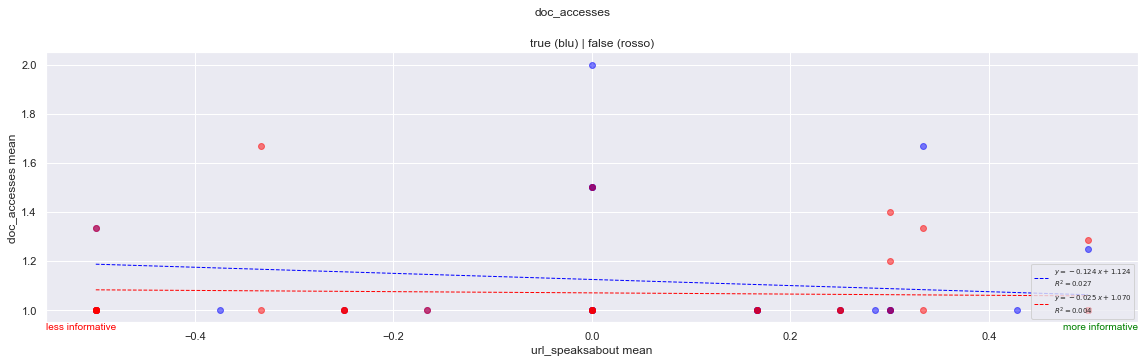 doc_accesses
true (blu) | false (rosso)
2.0
1.8
1.6
1.4
1.2
1.0
doc_accesses mean
y = −0.124 x + 1.124
R² = 0.027
y = −0.025 x + 1.070
R² = 0.004
less informative
more informative
−0.4
−0.2
0.0
0.2
0.4
url_speaksabout mean